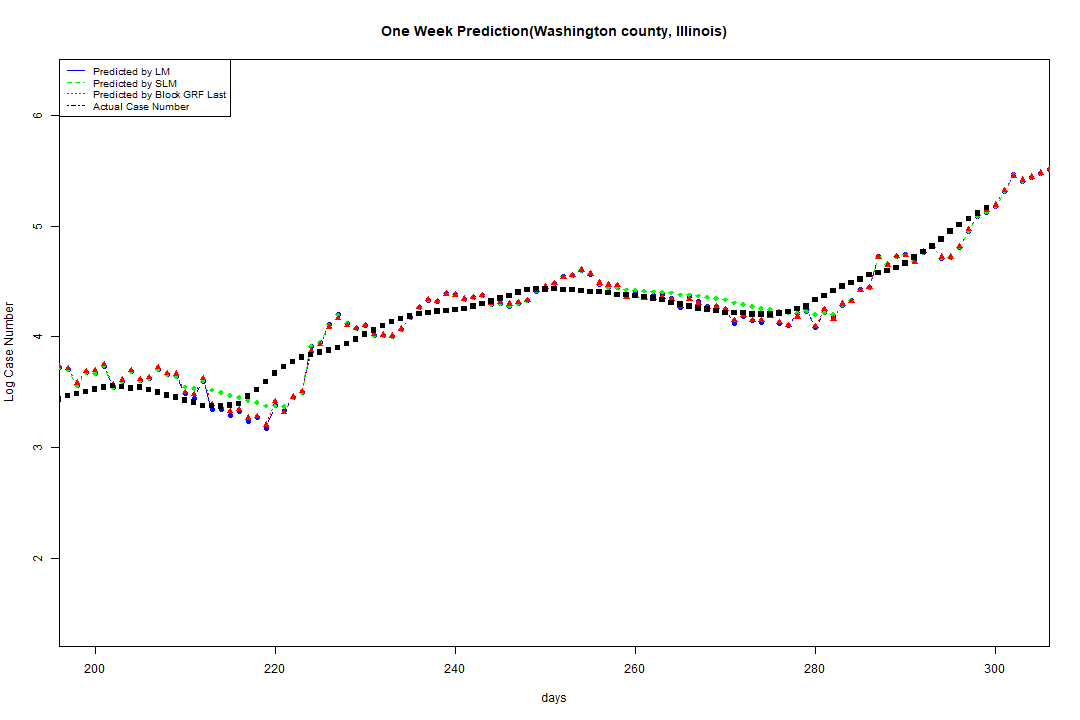 One Week Prediction(Washington county, Illinois)
Predicted by LM
Predicted by SLM
Predicted by Block GRF Last
Actual Case Number
6
5
4
3
2
Log Case Number
200 220 240 260 280 300
days